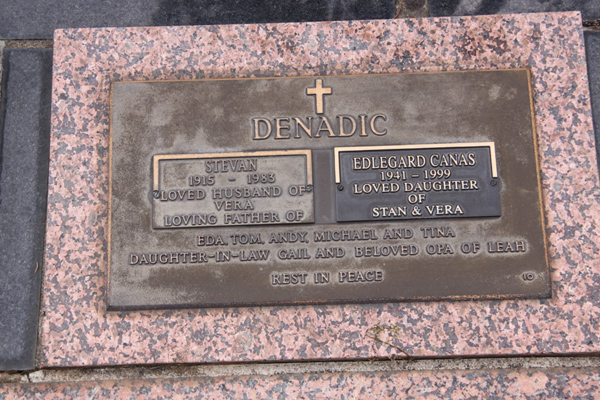 DENADIC
STEVAN
1915 - 1983
LOVED HUSBAND OF
VERA
LOVING FATHER OF
EDLEGARD CANAS
1941 - 1999
LOVED DAUGHTER
OF
STAN & VERA
EDA, TOM, ANDY, MICHAEL AND TINA
DAUGHTER-IN-LAW GAIL AND BELOVED OPA OF LEAH
REST IN PEACE